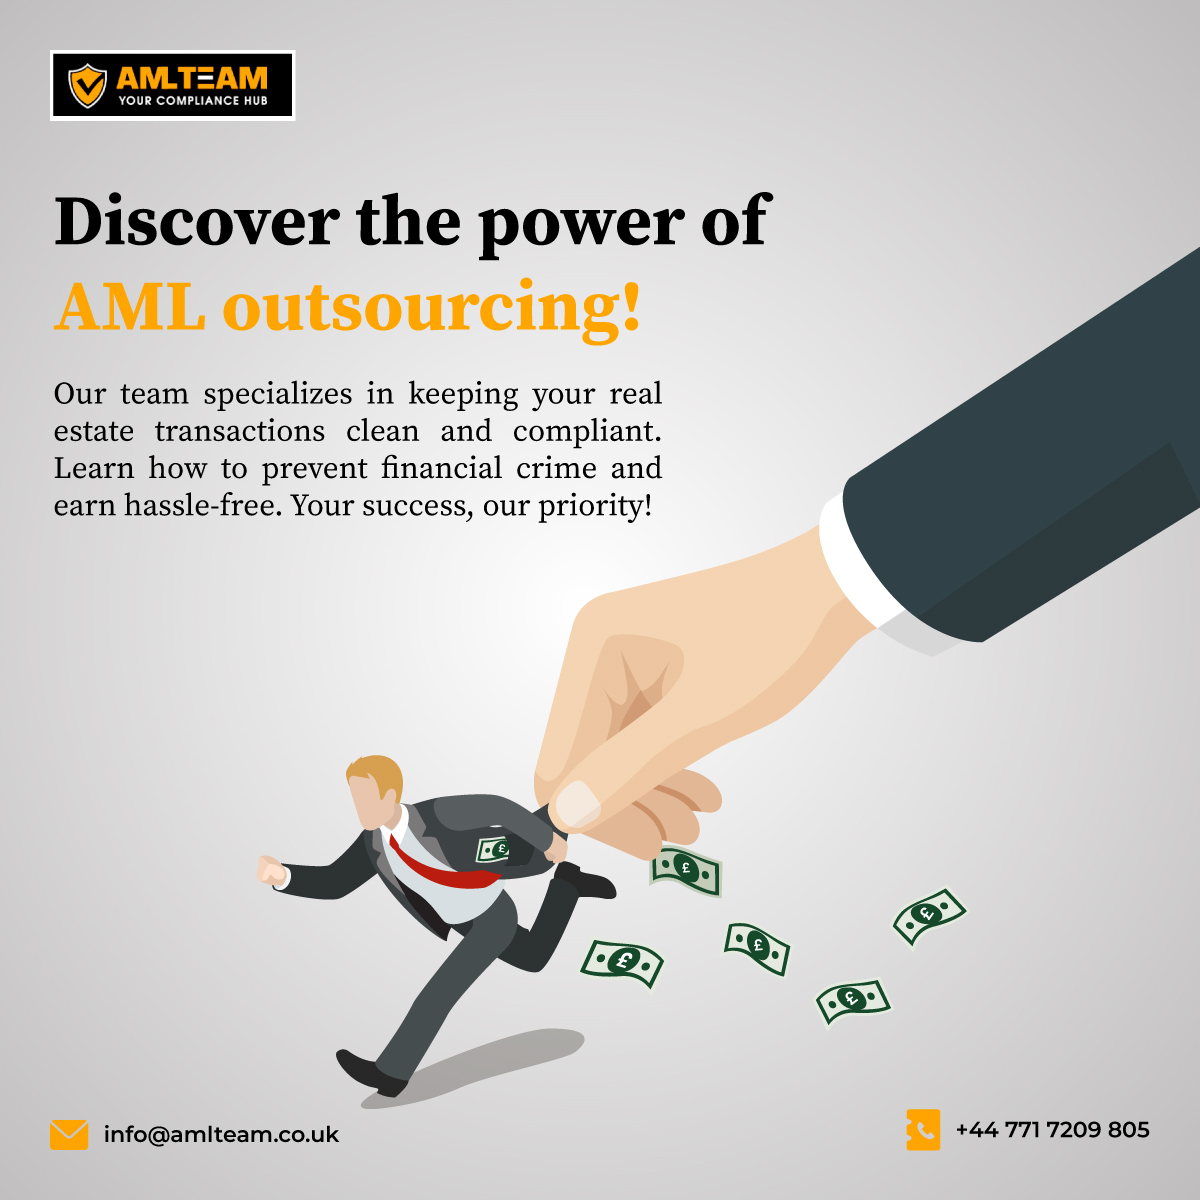 AMLTEAM
YOUR COMPLIANCE HUB
Discover the power of
AML outsourcing!
Our team specializes in keeping your real
estate transactions clean and compliant.
Learn how to prevent financial crime and
earn hassle-free. Your success, our priority!
£
£
£
£
£
£
info@amlteam.co.uk
+44 771 7209 805